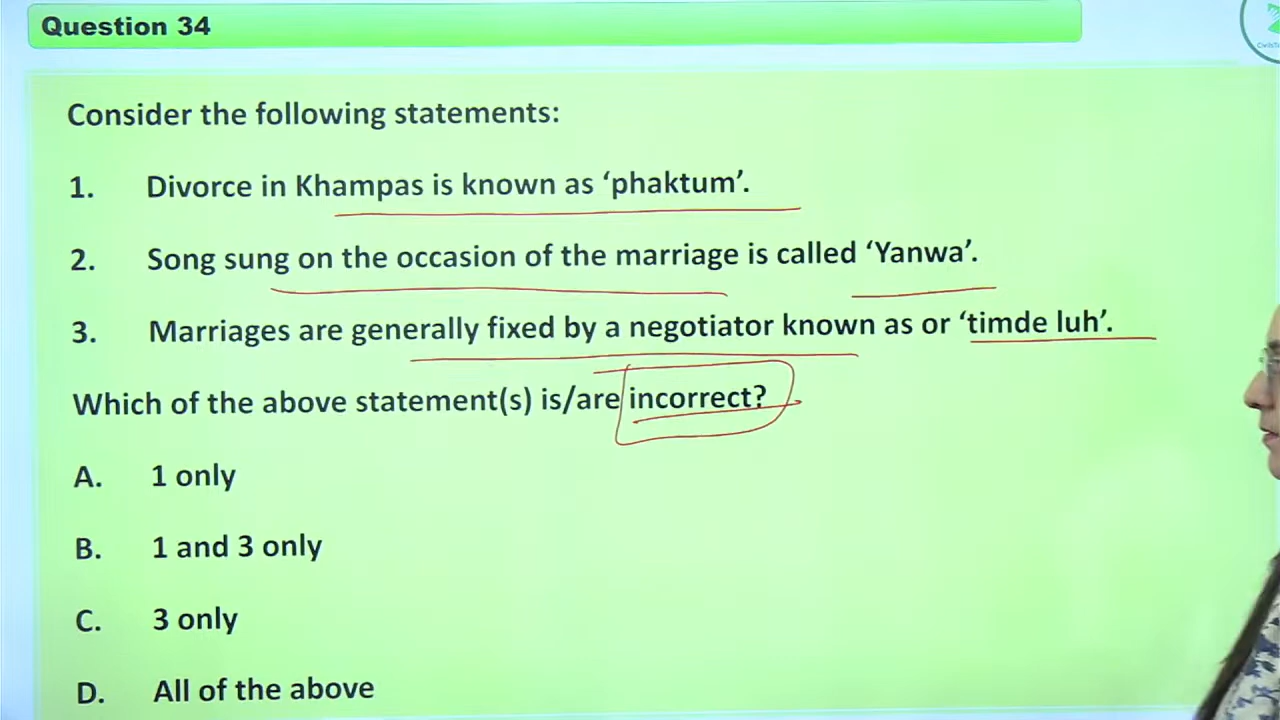 Question 34
Consider the following statements:
1. Divorce in Khampas is known as ‘phaktum’.
2. Song sung on the occasion of the marriage is called ‘Yanwa’.
3. Marriages are generally fixed by a negotiator known as or ‘timde luh’.
Which of the above statement(s) is/are incorrect?
A. 1 only
B. 1 and 3 only
C. 3 only
D. All of the above